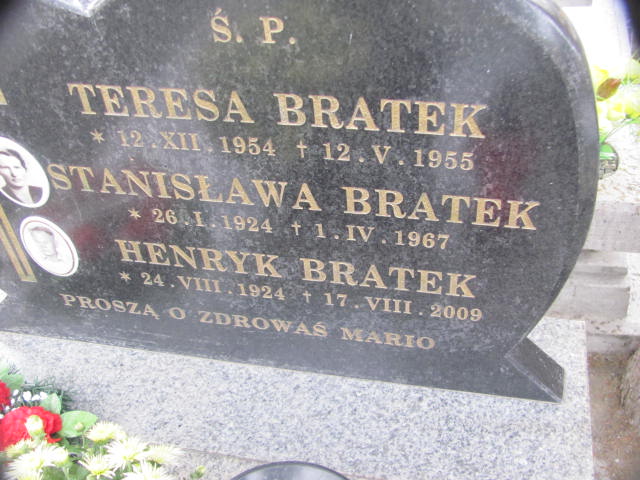 Ś. P.
TERESA BRATEK
* 12.XII.1954 † 12.V.1955
STANISŁAWA BRATEK
* 26.I.1924 † 1.IV.1967
HENRYK BRATEK
* 24.VIII.1924 † 17.VIII.2009
PROSZĄ O ZDROWAŚ MARIO